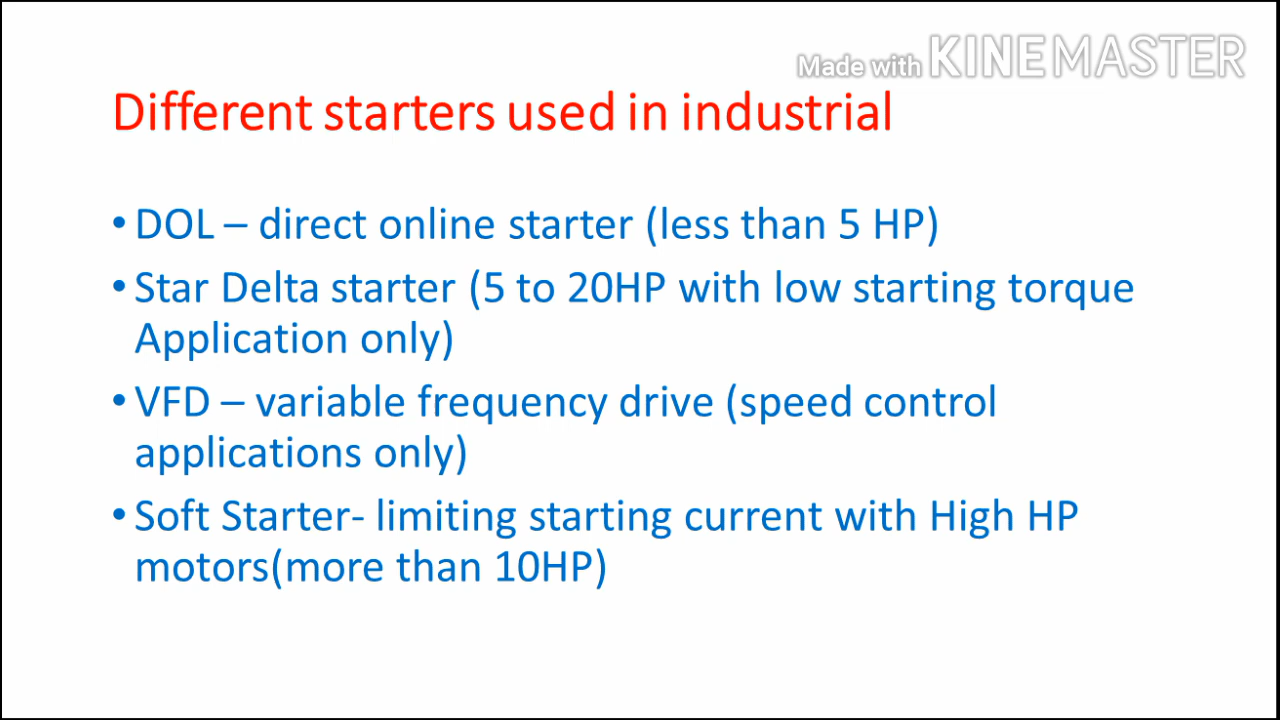 Made with KINEMASTER
Different starters used in industrial
• DOL – direct online starter (less than 5 HP)
• Star Delta starter (5 to 20HP with low starting torque
Application only)
• VFD – variable frequency drive (speed control
applications only)
• Soft Starter- limiting starting current with High HP
motors(more than 10HP)